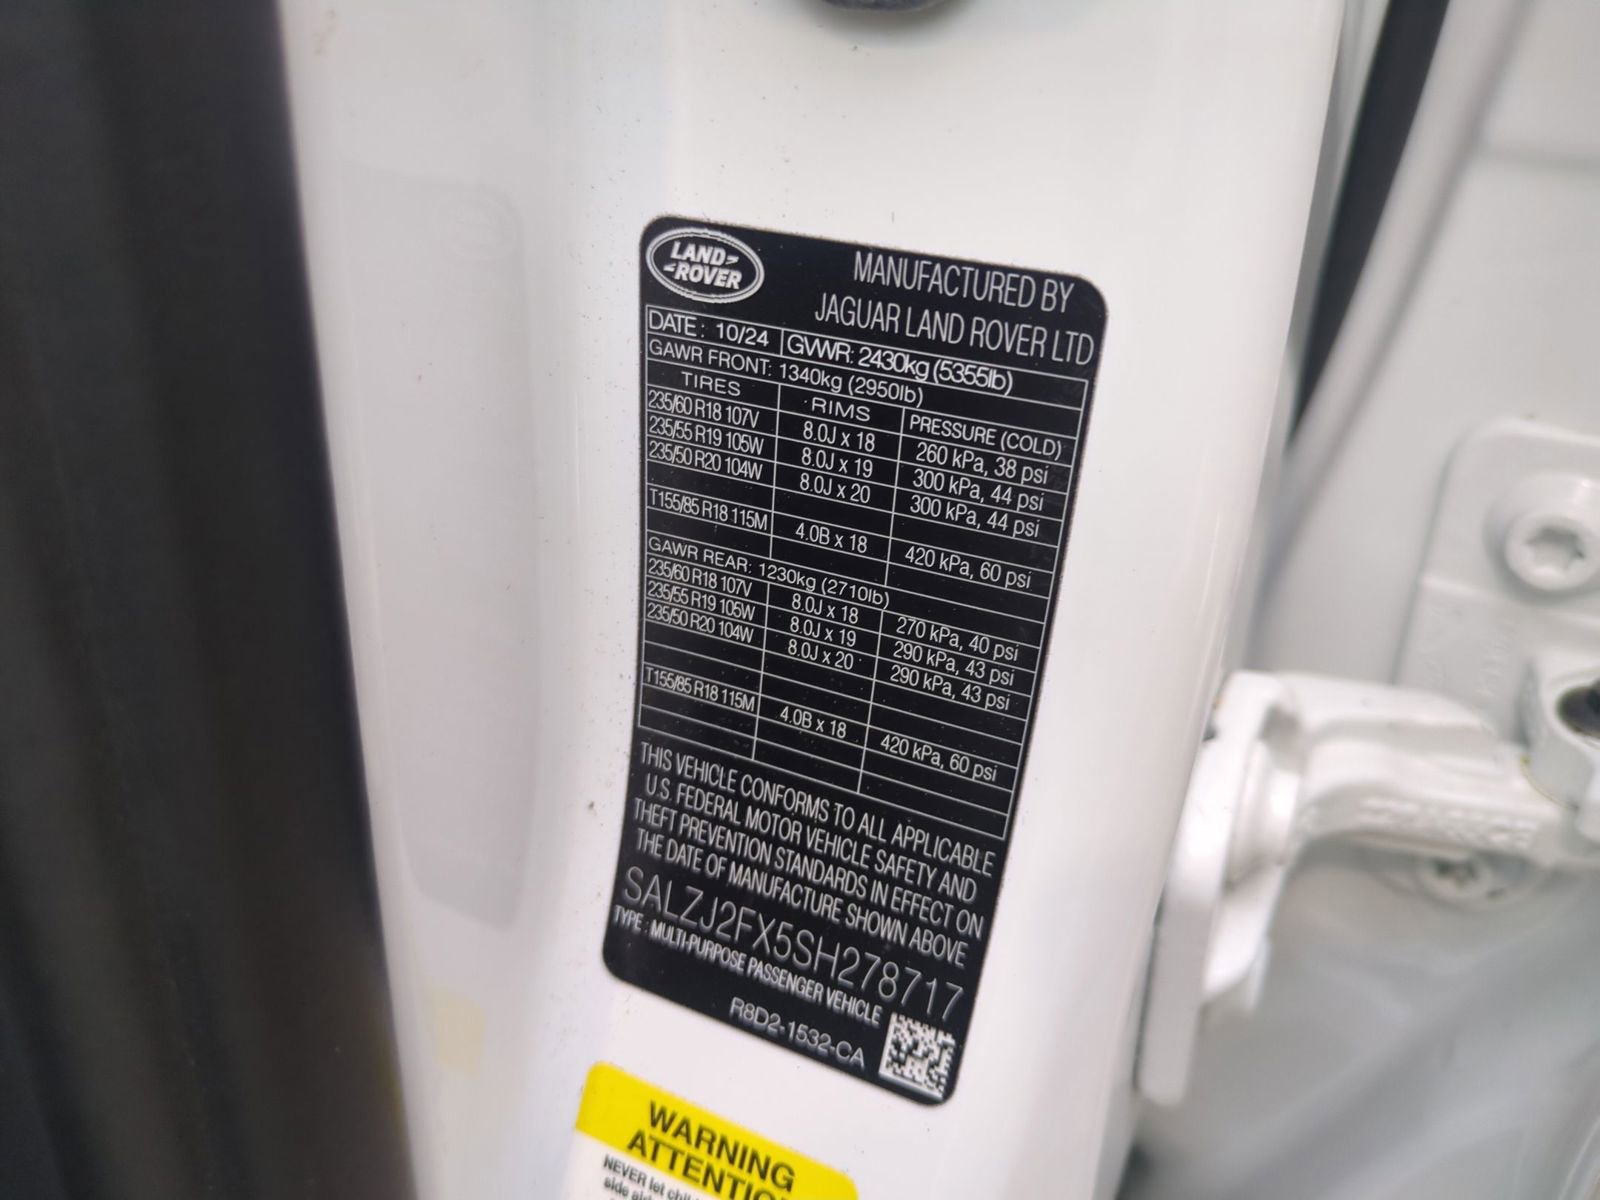 LAND
ROVER
MANUFACTURED BY
JAGUAR LAND ROVER LTD
DATE: 10/24 GVWR: 2430kg (5355lb)
GAWR FRONT: 1340kg (2950lb)
TIRES RIMS PRESSURE (COLD)
235/60 R18 107V 8.0J x 18 260 kPa, 38 psi
235/55 R19 105W 8.0J x 19 300 kPa, 44 psi
235/50 R20 104W 8.0J x 20 300 kPa, 44 psi
T155/85 R18 115M 4.0B x 18 420 kPa, 60 psi
GAWR REAR: 1230kg (2710lb)
235/60 R18 107V 8.0J x 18 270 kPa, 40 psi
235/55 R19 105W 8.0J x 19 290 kPa, 43 psi
235/50 R20 104W 8.0J x 20 290 kPa, 43 psi
T155/85 R18 115M 4.0B x 18 420 kPa, 60 psi
THIS VEHICLE CONFORMS TO ALL APPLICABLE
U.S. FEDERAL MOTOR VEHICLE SAFETY AND
THEFT PREVENTION STANDARDS IN EFFECT ON
THE DATE OF MANUFACTURE SHOWN ABOVE
SALZJ2FX5SH278717
TYPE : MULTI-PURPOSE PASSENGER VEHICLE
R8D2-1532-CA
WARNING
ATTENTIO
NEVER let chil